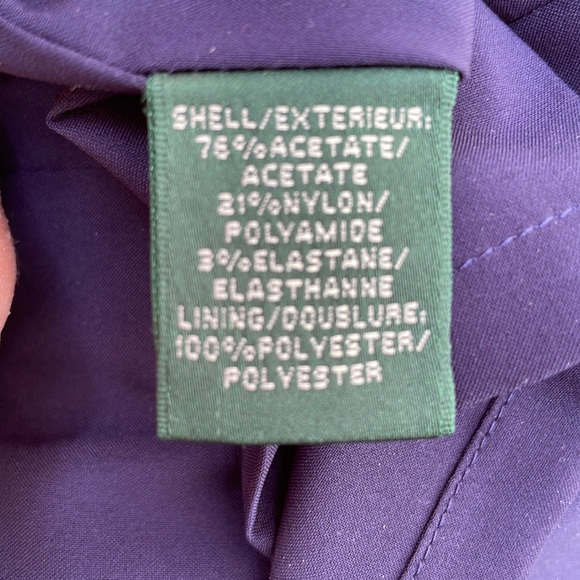 SHELL/EXTERIEUR:
76%ACETATE/
ACETATE
21%NYLON/
POLYAMIDE
3%ELASTANE/
ELASTHANNE
LINING/DOUBLURE:
100%POLYESTER/
POLYESTER